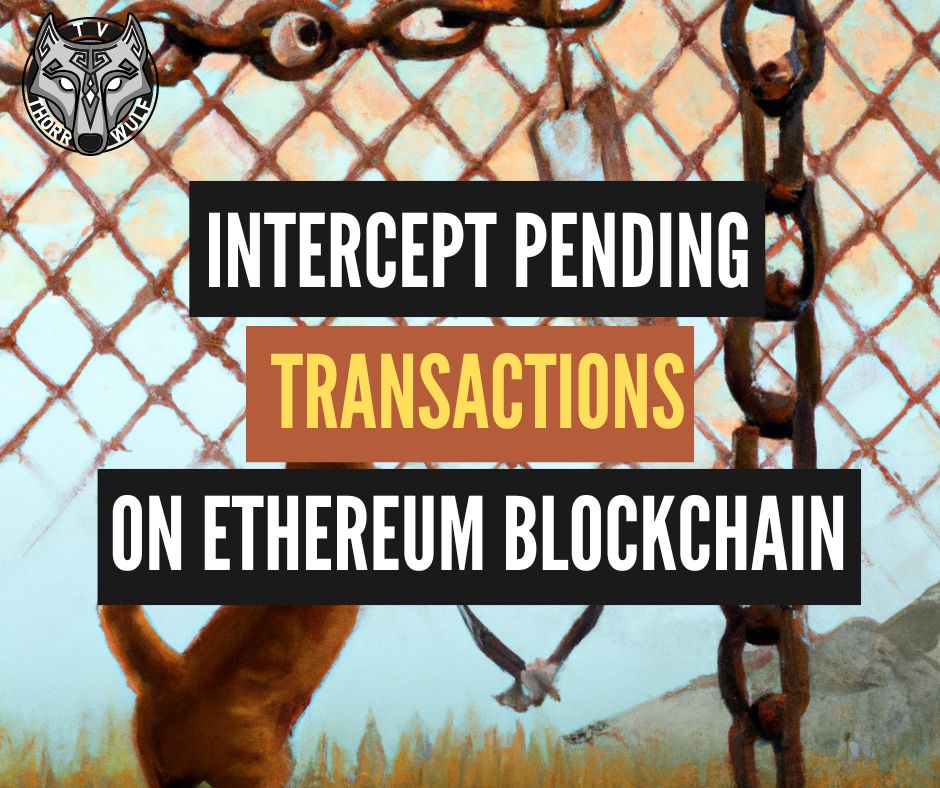 TV
THORR WULF
INTERCEPT PENDING
TRANSACTIONS
ON ETHEREUM BLOCKCHAIN